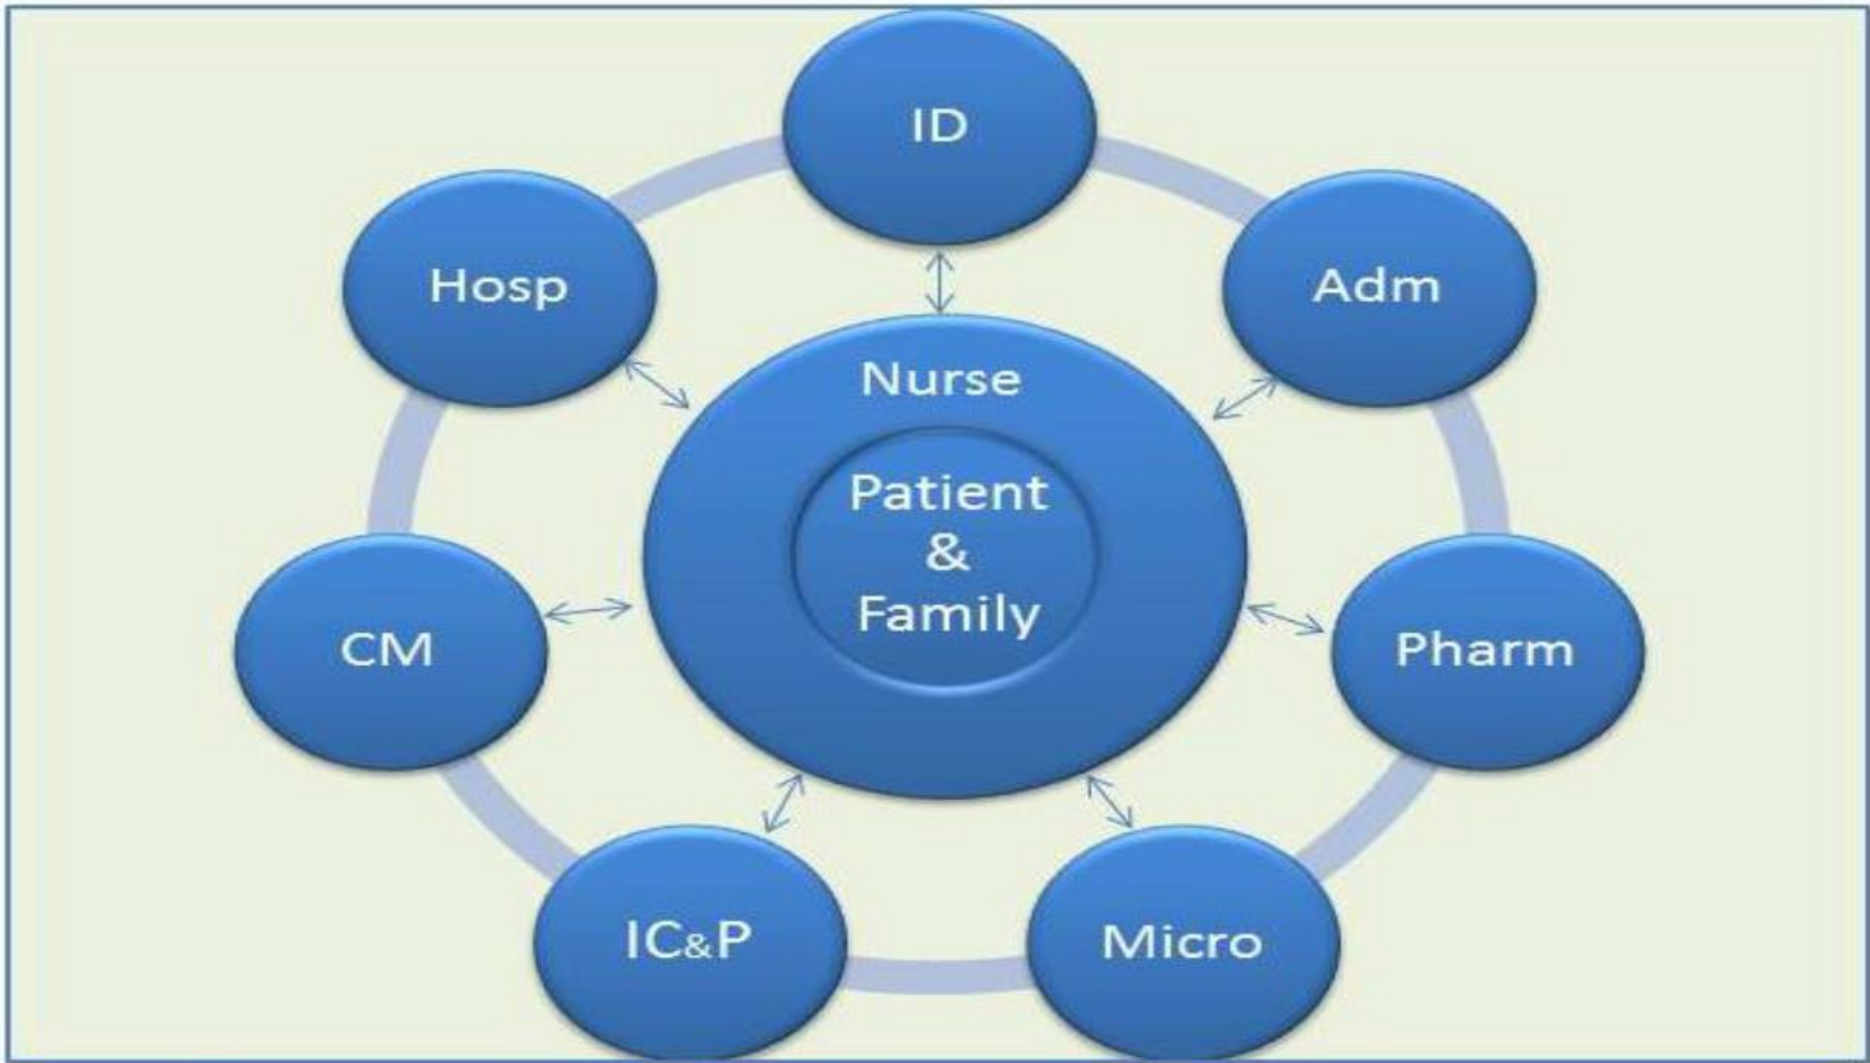 ID
Hosp
Adm
Nurse
Patient
&
Family
CM
Pharm
IC&P
Micro